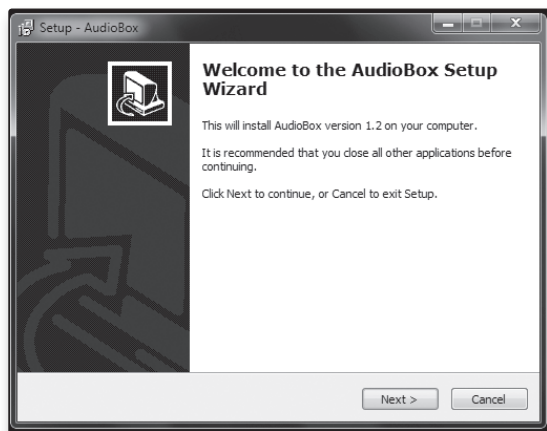 Setup - AudioBox
Welcome to the AudioBox Setup
Wizard
This will install AudioBox version 1.2 on your computer.
It is recommended that you close all other applications before
continuing.
Click Next to continue, or Cancel to exit Setup.
Next >
Cancel